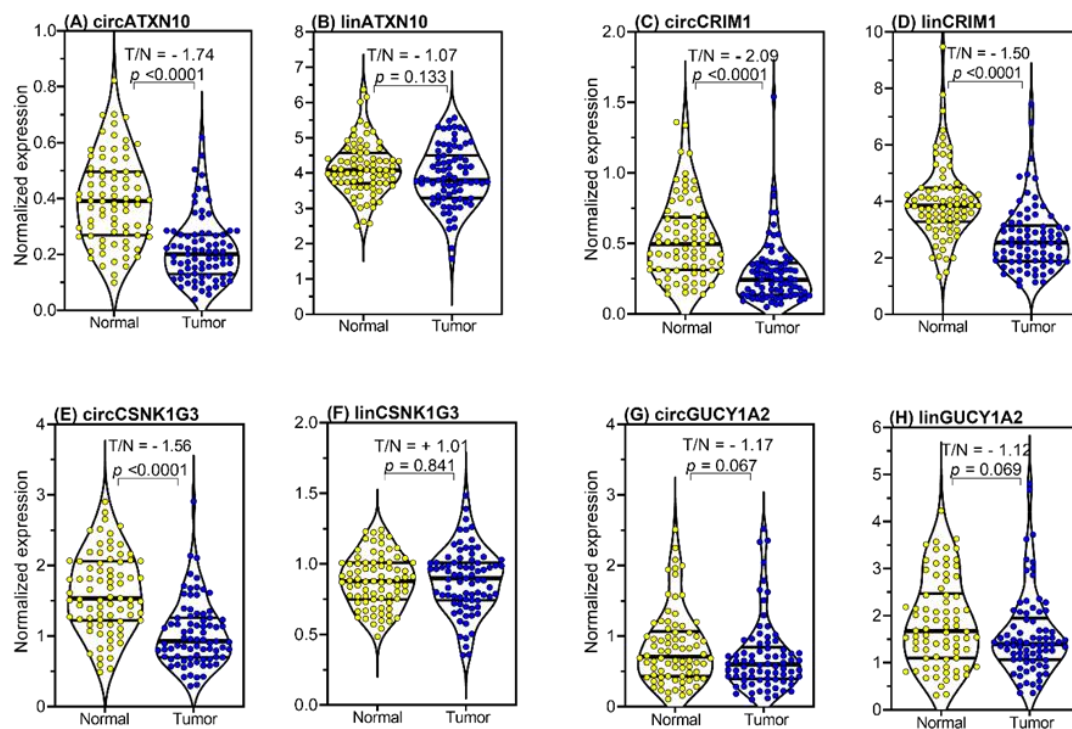 (A) circATXN10
T/N = - 1.74
p <0.0001
Normalized expression
1.0
0.8
0.6
0.4
0.2
0.0
Normal Tumor
(B) linATXN10
T/N = - 1.07
p = 0.133
8
7
6
5
4
3
2
1
0
Normal Tumor
(C) circCRIM1
T/N = - 2.09
p <0.0001
Normalized expression
2.0
1.5
1.0
0.5
0.0
Normal Tumor
(D) linCRIM1
T/N = - 1.50
p <0.0001
10
8
6
4
2
0
Normal Tumor
(E) circCSNK1G3
T/N = - 1.56
p <0.0001
Normalized expression
4
3
2
1
0
Normal Tumor
(F) linCSNK1G3
T/N = + 1.01
p = 0.841
2.0
1.5
1.0
0.5
0.0
Normal Tumor
(G) circGUCY1A2
T/N = - 1.17
p = 0.067
Normalized expression
4
3
2
1
0
Normal Tumor
(H) linGUCY1A2
T/N = - 1.12
p = 0.069
6
5
4
3
2
1
0
Normal Tumor